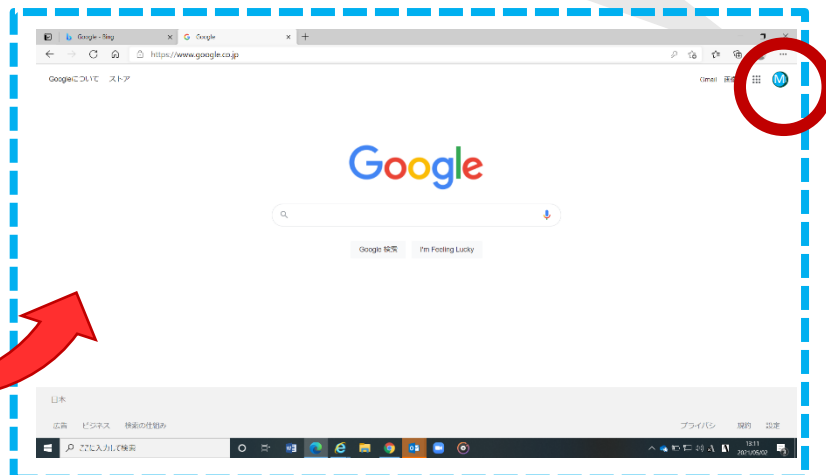 Google - Bing
Google
https://www.google.co.jp
Googleについて ストア
Gmail
M
Google
Google 検索 I'm Feeling Lucky
日本
広告 ビジネス 検索の仕組み
プライバシー 規約 設定
ここに入力して検索
13:11
2021/05/02